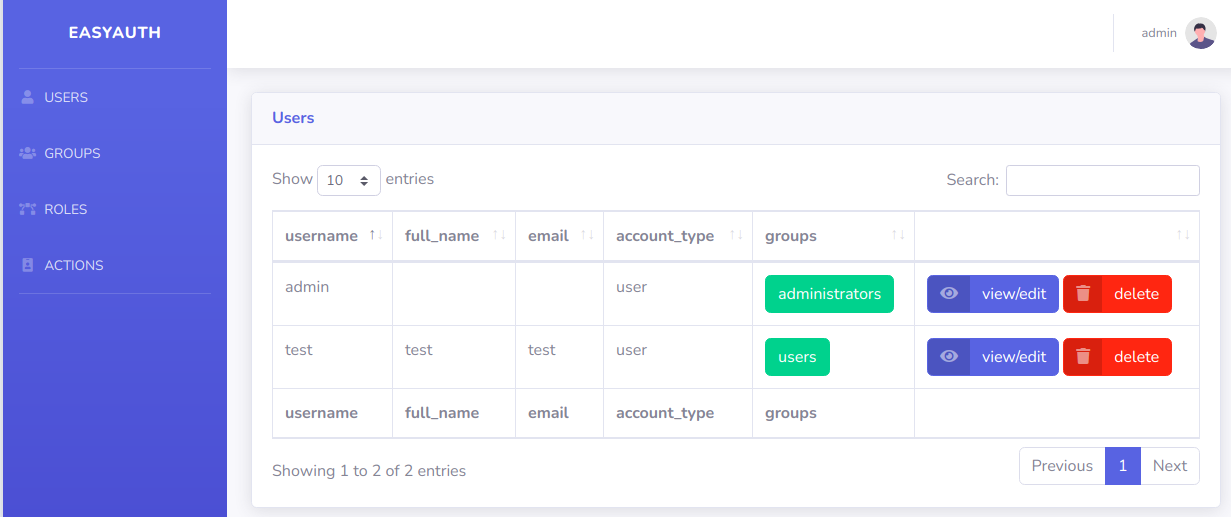 EASYAUTH
admin
USERS
GROUPS
ROLES
ACTIONS
Users
Show 10 entries
Search:
username full_name email account_type groups
admin user administrators view/edit delete
test test test user users view/edit delete
username full_name email account_type groups
Showing 1 to 2 of 2 entries
Previous 1 Next